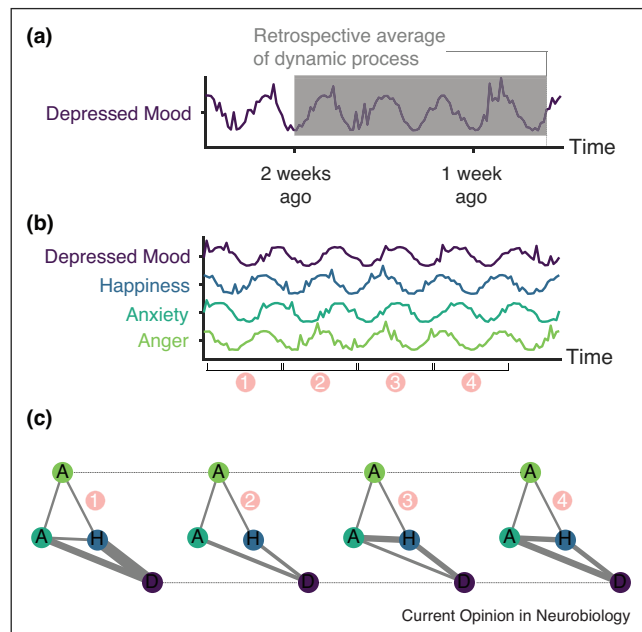 (a)
Retrospective average
of dynamic process
Depressed Mood
Time
2 weeks
ago
1 week
ago
(b)
Depressed Mood
Happiness
Anxiety
Anger
Time
1 2 3 4
(c)
A A A A
1 2 3 4
A H A H A H A H
D D D D
Current Opinion in Neurobiology